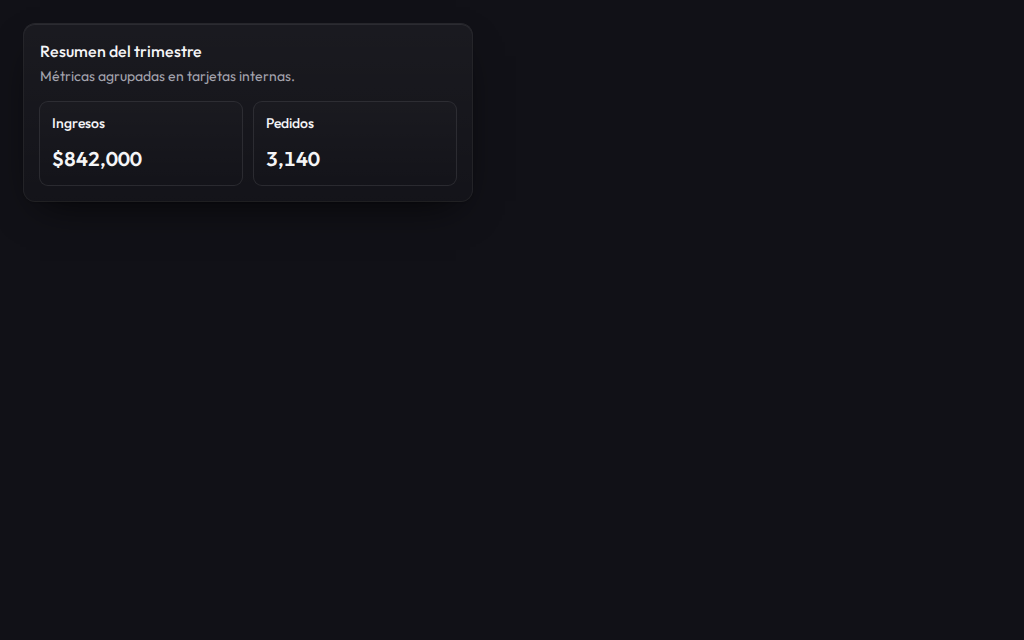 Resumen del trimestre
Métricas agrupadas en tarjetas internas.
Ingresos
$842,000
Pedidos
3,140